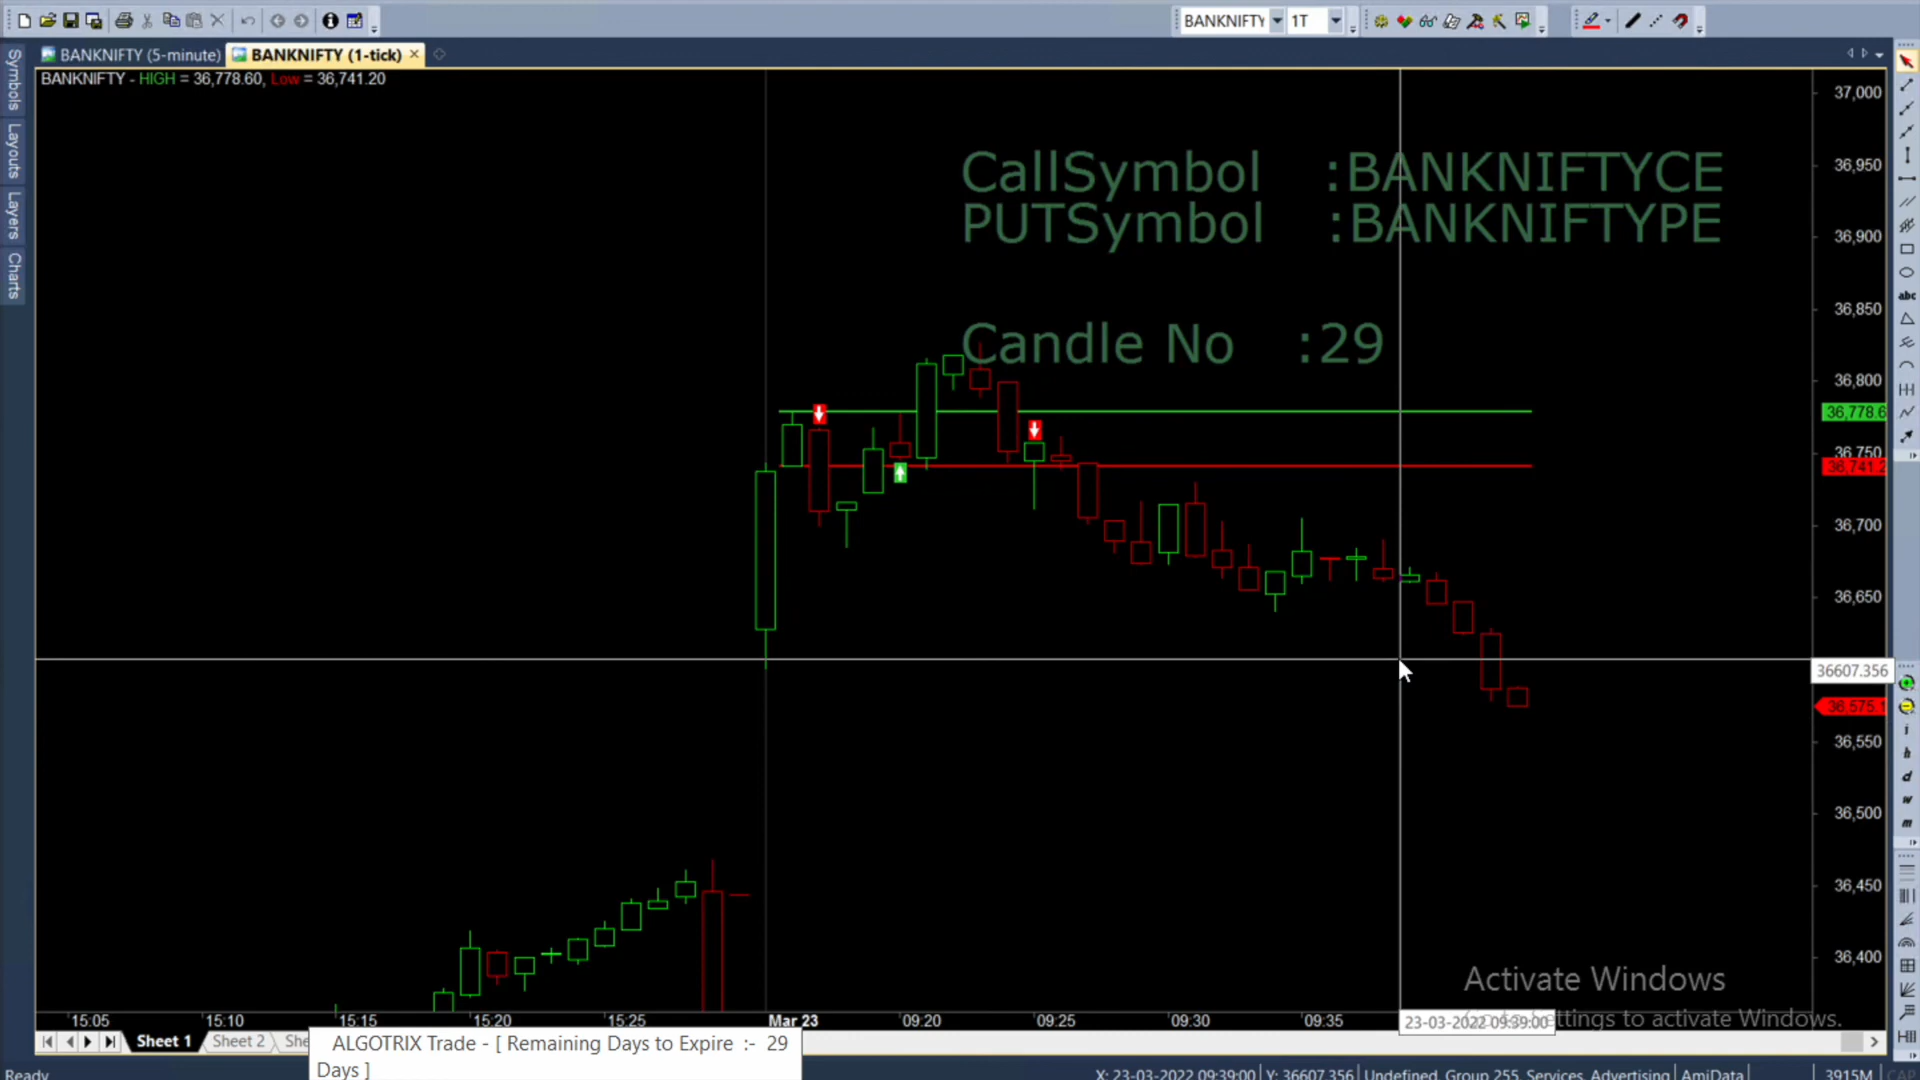 BANKNIFTY 1T
Symbols
Layouts
Layers
Charts
BANKNIFTY (5-minute) BANKNIFTY (1-tick)
BANKNIFTY - HIGH = 36,778.60, Low = 36,741.20
CallSymbol :BANKNIFTYCE
PUTSymbol :BANKNIFTYPE
Candle No :29
37,000
36,950
36,900
36,850
36,800
36,778.6
36,750
36,741.2
36,700
36,650
36607.356
36,575.1
36,550
36,500
36,450
36,400
abc
i
h
d
w
m
Activate Windows
ettings to activate Windows.
15:05 15:10 15:15 15:20 15:25 Mar 23 09:20 09:25 09:30 09:35 23-03-2022 09:39:00
Sheet 1 Sheet 2 She
ALGOTRIX Trade - [ Remaining Days to Expire :- 29
Days ]
Ready X: 23-03-2022 09:39:00 Y: 36607.356 Undefined, Group 255, Services, Advertising AmiData 3915M CAP